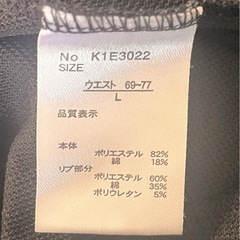 No K1E3022
SIZE
ウエスト 69-77
L
品質表示
本体
ポリエステル 82%
綿 18%
リブ部分
ポリエステル 60%
綿 35%
ポリウレタン 5%